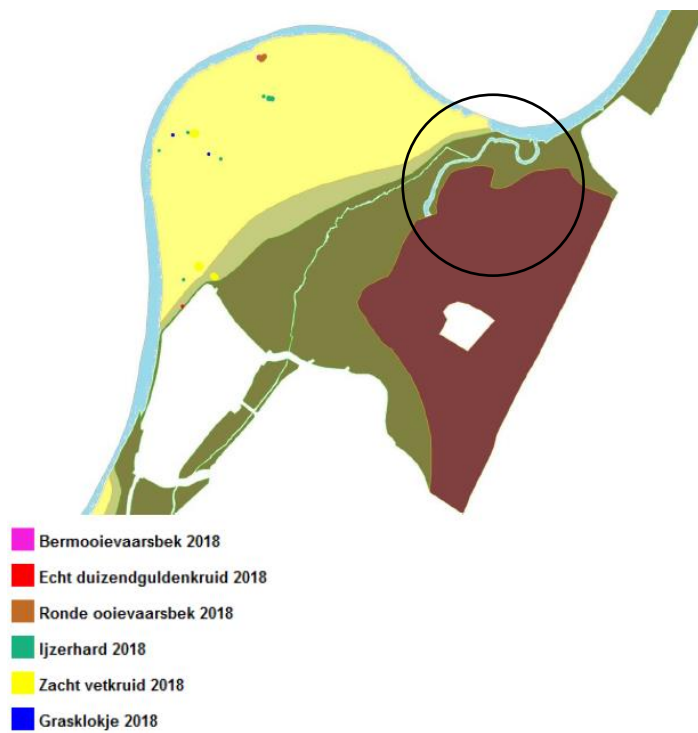 Bermooievaarsbek 2018
Echt duizendguldenkruid 2018
Ronde ooievaarsbek 2018
Ijzerhard 2018
Zacht vetkruid 2018
Grasklokje 2018